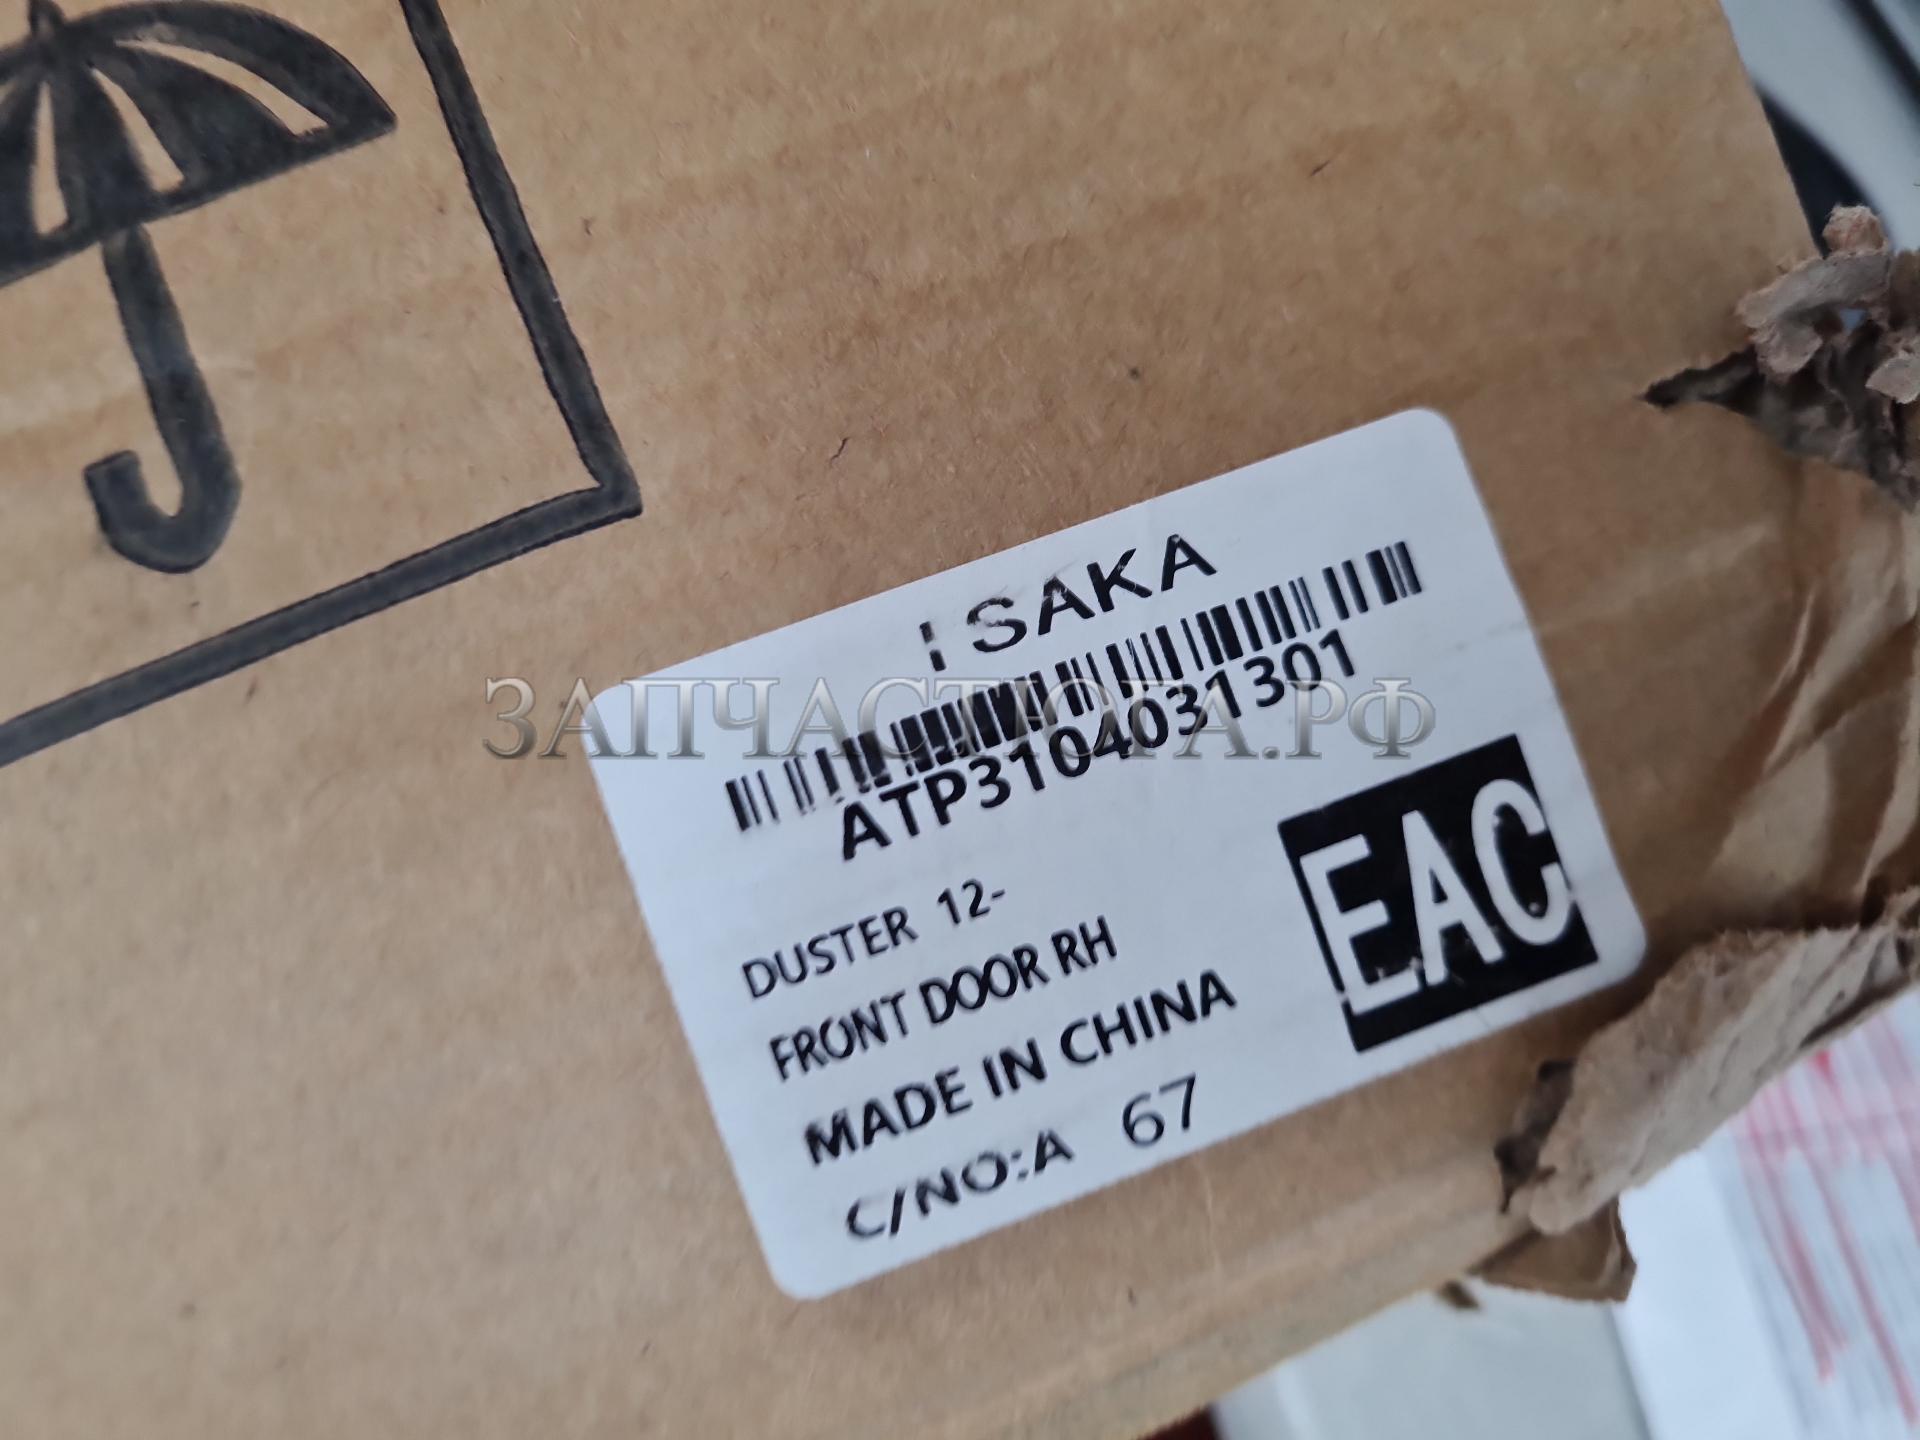 I SAKA
ATP3104031301
DUSTER 12-
FRONT DOOR RH
MADE IN CHINA
C/NO:A 67
EAC
ЗАПЧАСТЮГА.РФ